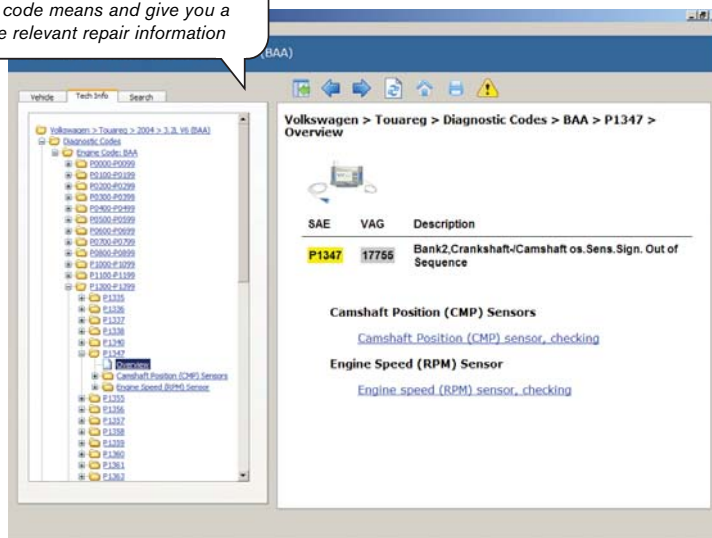 code means and give you a
relevant repair information
(BAA)
Vehicle Tech Info Search
Volkswagen > Touareg > 2004 > 3.2L V6 (BAA)
Diagnostic Codes
Engine Code: BAA
P0000-P0099
P0100-P0199
P0200-P0299
P0300-P0399
P0400-P0499
P0500-P0599
P0600-P0699
P0700-P0799
P0800-P0899
P1000-P1099
P1100-P1199
P1300-P1399
P1335
P1336
P1337
P1338
P1340
P1347
Overview
Camshaft Position (CMP) Sensors
Engine Speed (RPM) Sensor
P1355
P1356
P1357
P1358
P1359
P1360
P1361
P1362
Volkswagen > Touareg > Diagnostic Codes > BAA > P1347 >
Overview
SAE VAG Description
P1347 17755 Bank2,Crankshaft-/Camshaft os.Sens.Sign. Out of
Sequence
Camshaft Position (CMP) Sensors
Camshaft Position (CMP) sensor, checking
Engine Speed (RPM) Sensor
Engine speed (RPM) sensor, checking